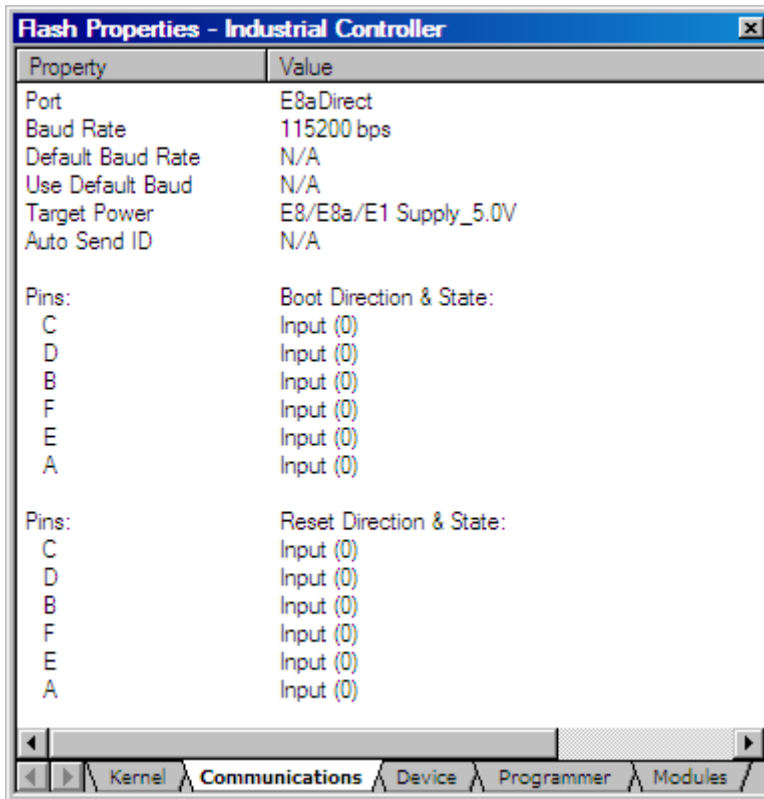 Flash Properties - Industrial Controller
Property Value
Port E8aDirect
Baud Rate 115200 bps
Default Baud Rate N/A
Use Default Baud N/A
Target Power E8/E8a/E1 Supply_5.0V
Auto Send ID N/A
Pins: Boot Direction & State:
C Input (0)
D Input (0)
B Input (0)
F Input (0)
E Input (0)
A Input (0)
Pins: Reset Direction & State:
C Input (0)
D Input (0)
B Input (0)
F Input (0)
E Input (0)
A Input (0)
Kernel Communications Device Programmer Modules